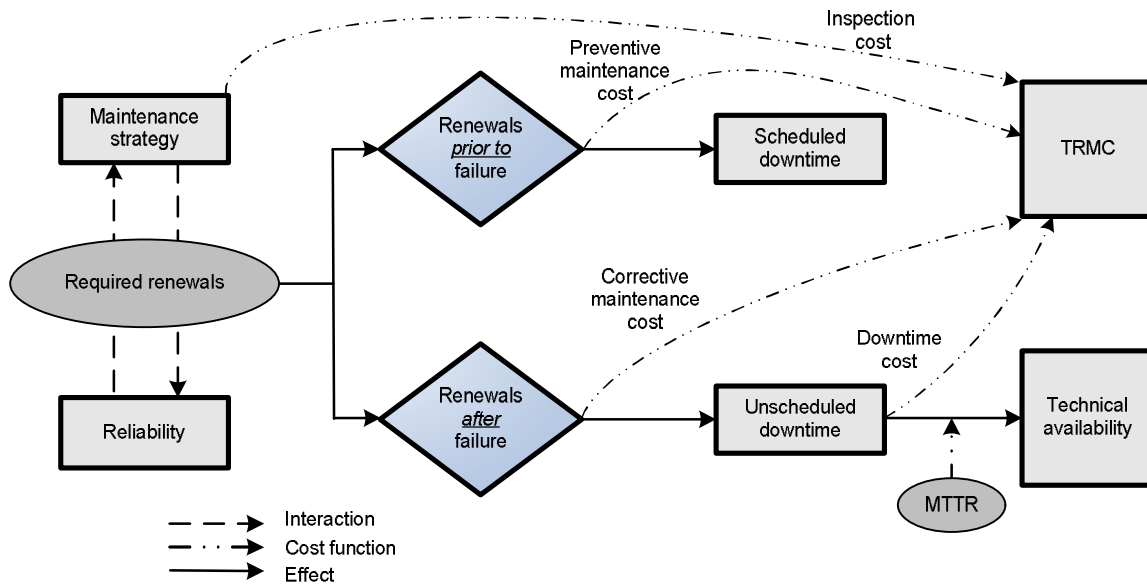 Inspection
cost
Preventive
maintenance
cost
Maintenance
strategy
Renewals
prior to
failure
Scheduled
downtime
TRMC
Required renewals
Corrective
maintenance
cost
Downtime
cost
Reliability
Renewals
after
failure
Unscheduled
downtime
Technical
availability
MTTR
Interaction
Cost function
Effect